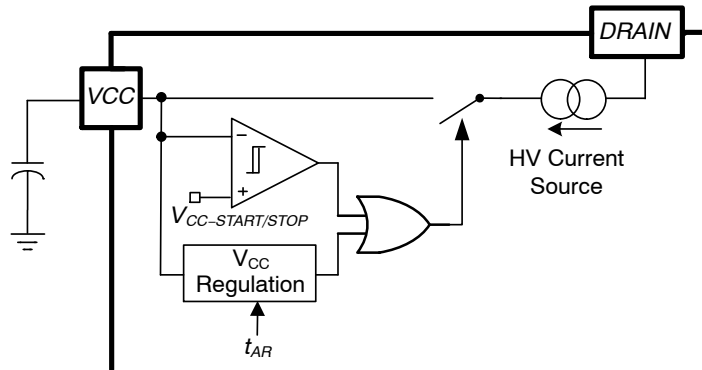 DRAIN
VCC
HV Current
Source
−
+
VCC−START/STOP
VCC
Regulation
tAR